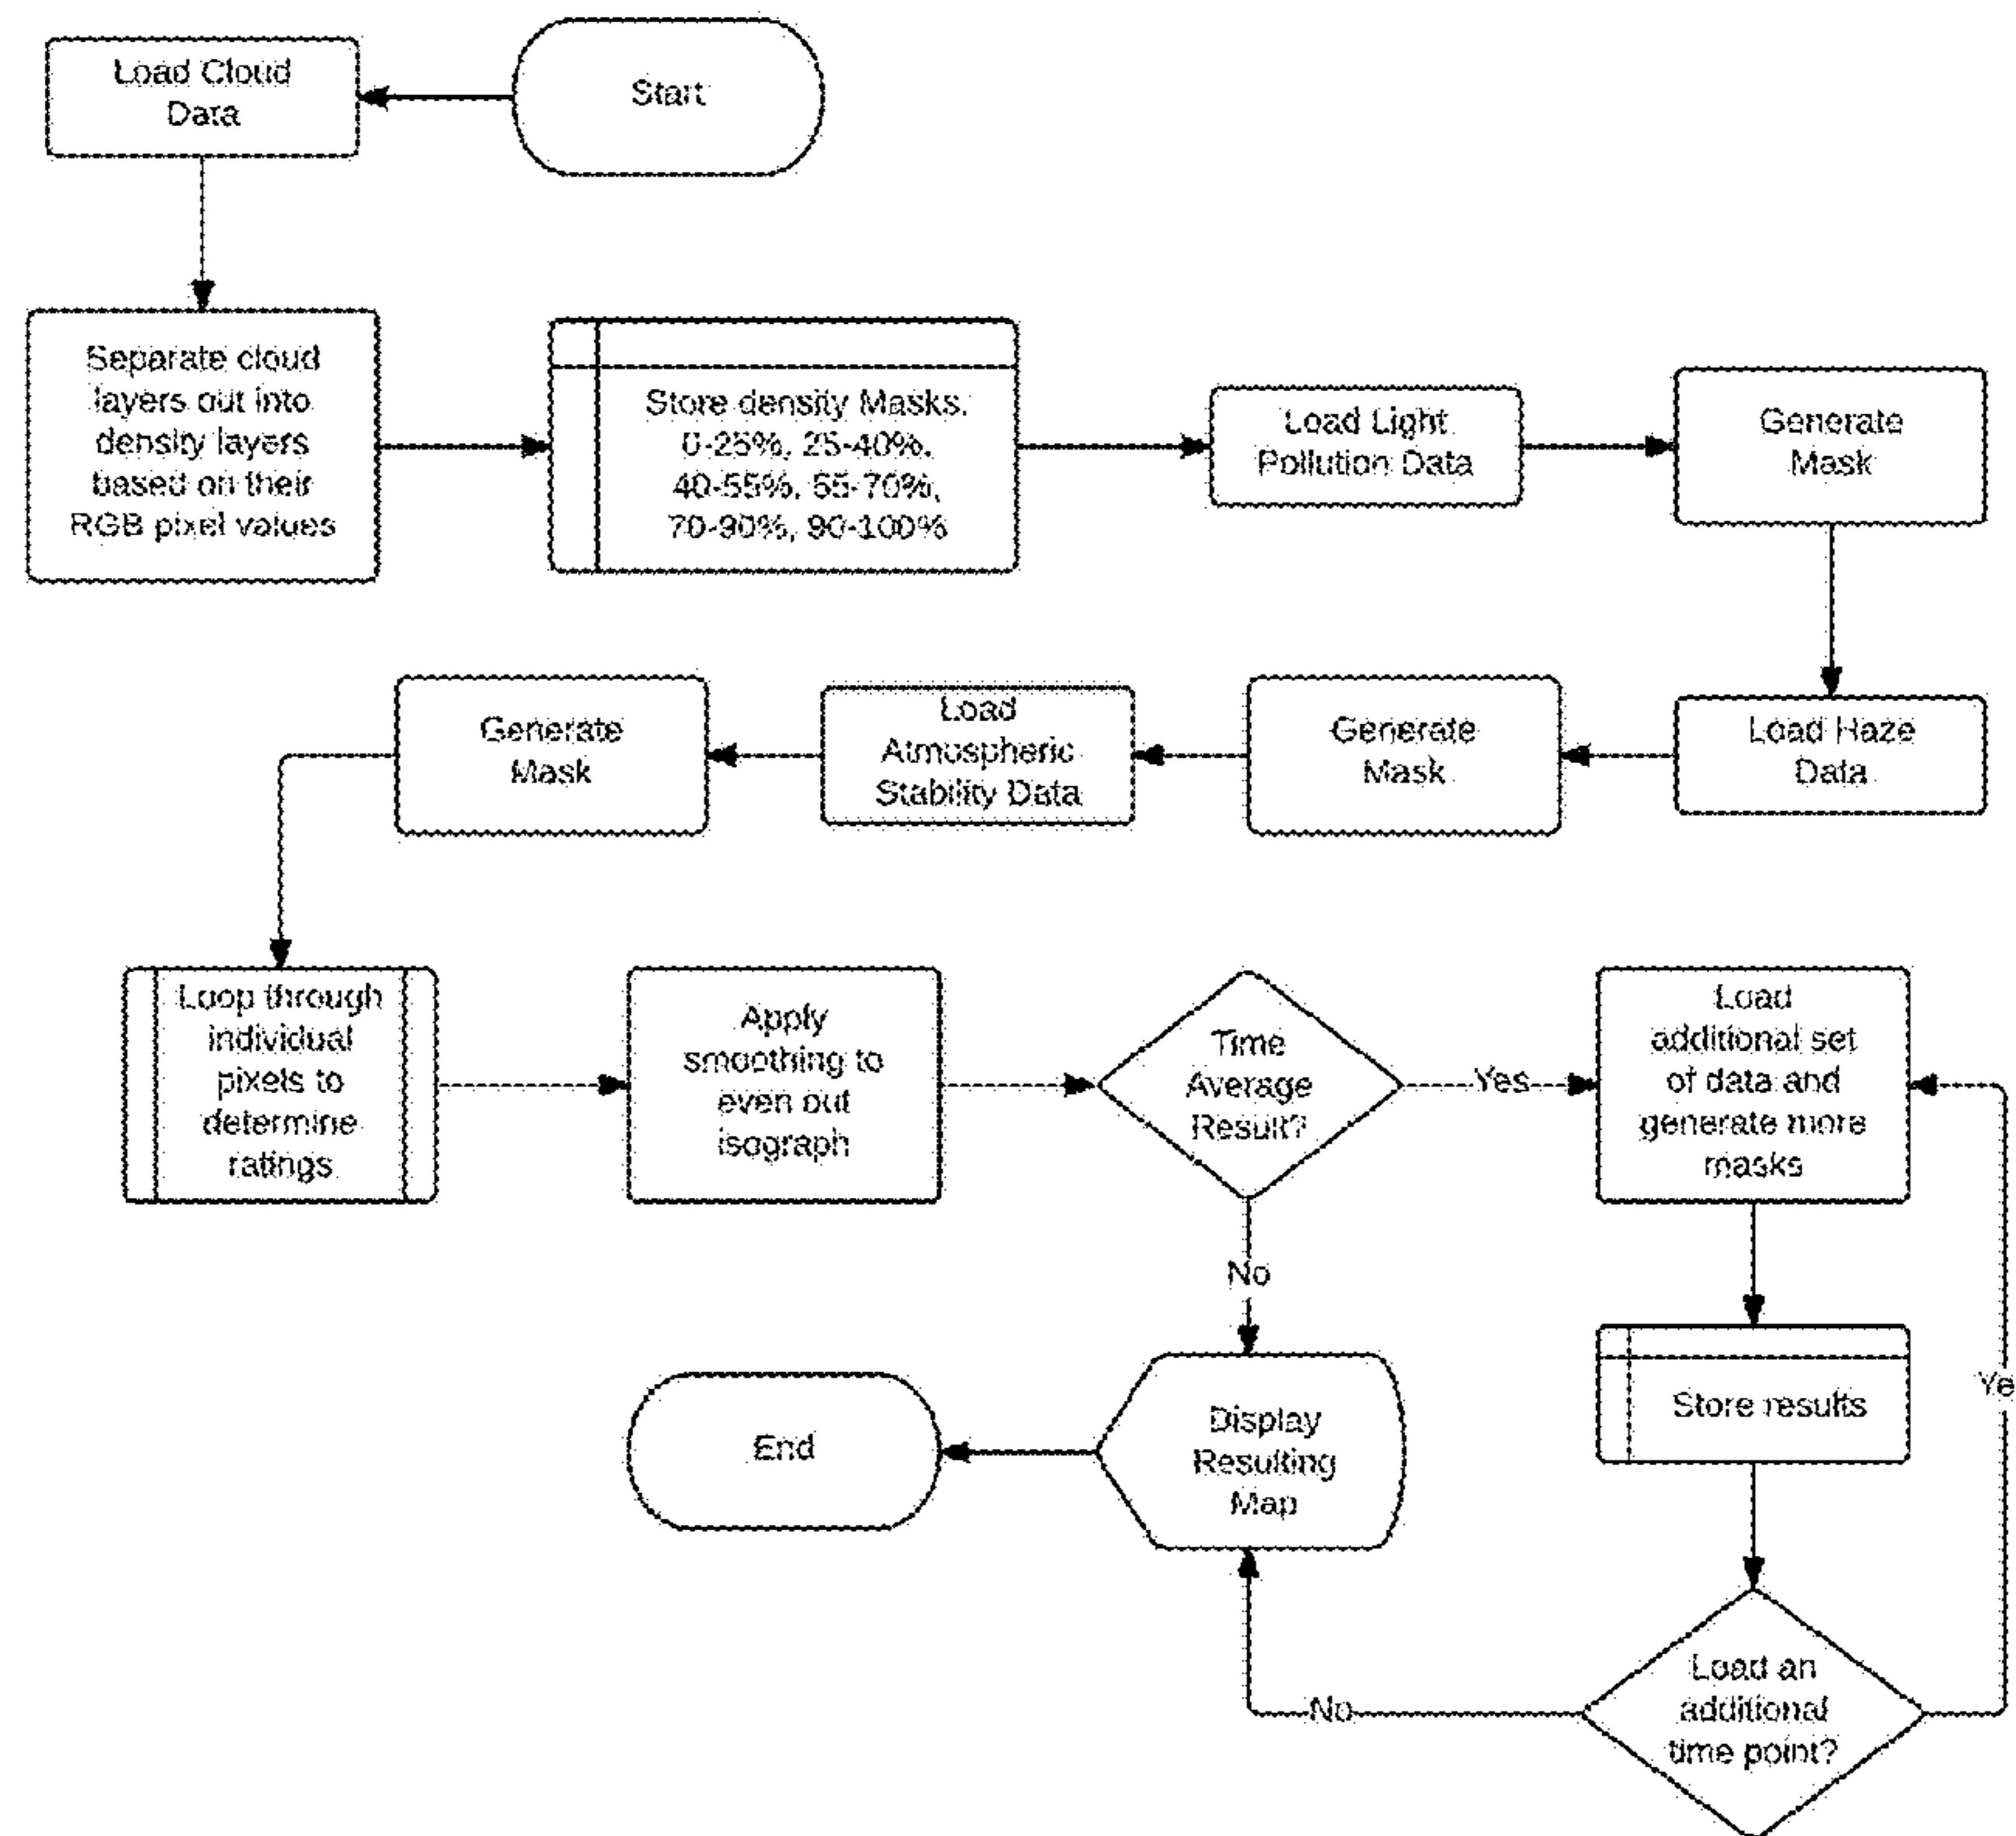 Start
Load Cloud
Data
Separate cloud
layers out into
density layers
based on their
RGB pixel values
Store density Masks:
0-25%, 25-40%,
40-55%, 55-70%,
70-90%, 90-100%
Load Light
Pollution Data
Generate
Mask
Load Haze
Data
Generate
Mask
Load
Atmospheric
Stability Data
Generate
Mask
Loop through
individual
pixels to
determine
ratings
Apply
smoothing to
even out
isograph
Time
Average
Result?
Yes
Load
additional set
of data and
generate more
masks
No
Store results
Ye
Display
Resulting
Map
End
Load an
additional
time point?
No